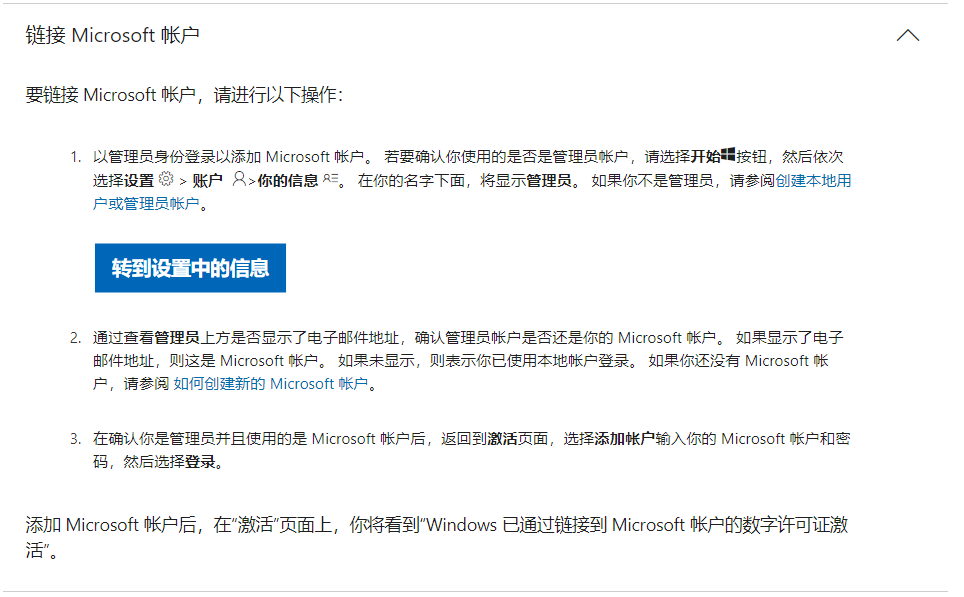 链接 Microsoft 帐户
要链接 Microsoft 帐户，请进行以下操作：
1. 以管理员身份登录以添加 Microsoft 帐户。 若要确认你使用的是否是管理员帐户，请选择开始按钮，然后依次
选择设置 > 账户 >你的信息 。 在你的名字下面，将显示管理员。 如果你不是管理员，请参阅创建本地用
户或管理员帐户。
转到设置中的信息
2. 通过查看管理员上方是否显示了电子邮件地址，确认管理员帐户是否还是你的 Microsoft 帐户。 如果显示了电子
邮件地址，则这是 Microsoft 帐户。 如果未显示，则表示你已使用本地帐户登录。 如果你还没有 Microsoft 帐
户，请参阅 如何创建新的 Microsoft 帐户。
3. 在确认你是管理员并且使用的是 Microsoft 帐户后，返回到激活页面，选择添加帐户输入你的 Microsoft 帐户和密
码，然后选择登录。
添加 Microsoft 帐户后，在“激活”页面上，你将看到“Windows 已通过链接到 Microsoft 帐户的数字许可证激
活”。